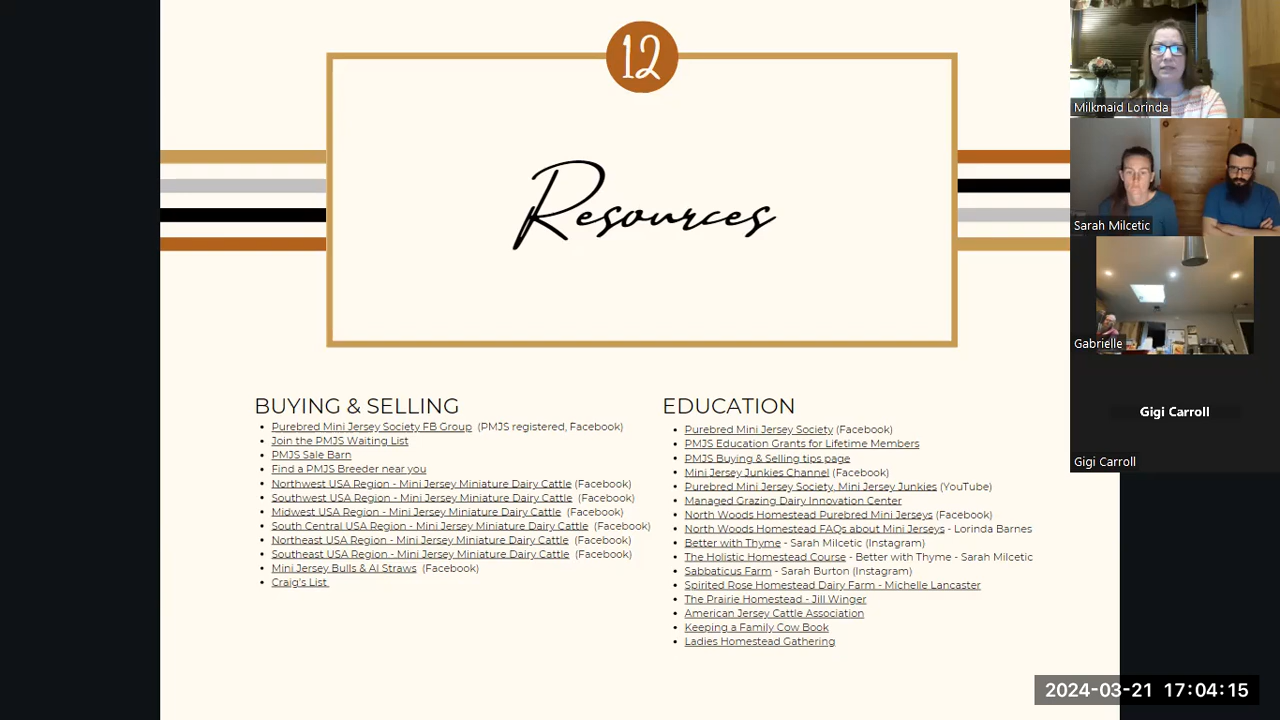 12
Resources
BUYING & SELLING
Purebred Mini Jersey Society FB Group (PMJS registered, Facebook)
Join the PMJS Waiting List
PMJS Sale Barn
Find a PMJS Breeder near you
Northwest USA Region - Mini Jersey Miniature Dairy Cattle (Facebook)
Southwest USA Region - Mini Jersey Miniature Dairy Cattle (Facebook)
Midwest USA Region - Mini Jersey Miniature Dairy Cattle (Facebook)
South Central USA Region - Mini Jersey Miniature Dairy Cattle (Facebook)
Northeast USA Region - Mini Jersey Miniature Dairy Cattle (Facebook)
Southeast USA Region - Mini Jersey Miniature Dairy Cattle (Facebook)
Mini Jersey Bulls & AI Straws (Facebook)
Craig's List
EDUCATION
Purebred Mini Jersey Society (Facebook)
PMJS Education Grants for Lifetime Members
PMJS Buying & Selling tips page
Mini Jersey Junkies Channel (Facebook)
Purebred Mini Jersey Society, Mini Jersey Junkies (YouTube)
Managed Grazing Dairy Innovation Center
North Woods Homestead Purebred Mini Jerseys (Facebook)
North Woods Homestead FAQs about Mini Jerseys - Lorinda Barnes
Better with Thyme - Sarah Milcetic (Instagram)
The Holistic Homestead Course - Better with Thyme - Sarah Milcetic
Sabbaticus Farm - Sarah Burton (Instagram)
Spirited Rose Homestead Dairy Farm - Michelle Lancaster
The Prairie Homestead - Jill Winger
American Jersey Cattle Association
Keeping a Family Cow Book
Ladies Homestead Gathering
Milkmaid Lorinda
Sarah Milcetic
Gabrielle
Gigi Carroll
Gigi Carroll
2024-03-21 17:04:15